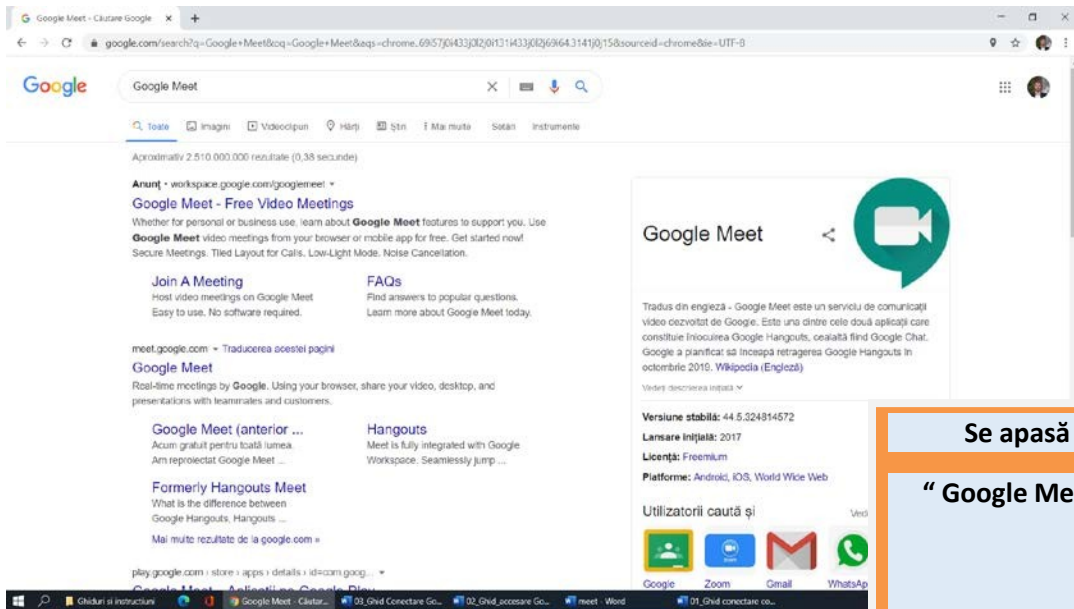 Google Meet - Căutare Google
google.com/search?q=Google+Meet&oq=Google+Meet&aqs=chrome..69i57j0i433j0l2j0i131i433j0l2j69i64.3141j0j15&sourceid=chrome&ie=UTF-8
Google
Google Meet
Toate Imagini Videoclipuri Hărți Știri Mai multe Setări Instrumente
Aproximativ 2.510.000.000 rezultate (0,38 secunde)
Anunț · workspace.google.com/googlemeet
Google Meet - Free Video Meetings
Whether for personal or business use, learn about Google Meet features to support you. Use
Google Meet video meetings from your browser or mobile app for free. Get started now!
Secure Meetings. Tiled Layout for Calls. Low-Light Mode. Noise Cancellation.
Join A Meeting
Host video meetings on Google Meet
Easy to use. No software required.
FAQs
Find answers to popular questions.
Learn more about Google Meet today.
meet.google.com Traducerea acestei pagini
Google Meet
Real-time meetings by Google. Using your browser, share your video, desktop, and
presentations with teammates and customers.
Google Meet (anterior ...
Acum gratuit pentru toată lumea.
Am reproiectat Google Meet ...
Hangouts
Meet is fully integrated with Google
Workspace. Seamlessly jump ...
Formerly Hangouts Meet
What is the difference between
Google Hangouts, Hangouts ...
Mai multe rezultate de la google.com »
play.google.com › store › apps › details › id=com.goog...
Google Meet - Aplicații pe Google Play
Google Meet
Tradus din engleză - Google Meet este un serviciu de comunicații
video dezvoltat de Google. Este una dintre cele două aplicații care
constituie înlocuirea Google Hangouts, cealaltă fiind Google Chat.
Google a planificat să înceapă retragerea Google Hangouts în
octombrie 2019. Wikipedia (Engleză)
Vedeți descrierea inițială
Versiune stabilă: 44.5.324814572
Lansare inițială: 2017
Licență: Freemium
Platforme: Android, iOS, World Wide Web
Utilizatorii caută și
Google Zoom Gmail WhatsAp
Se apasă
“ Google Me
Ghiduri si instructiuni
Google Meet - Căutar...
03_Ghid Conectare Go...
02_Ghid_accesare Go...
meet - Word
01_Ghid conectare co...